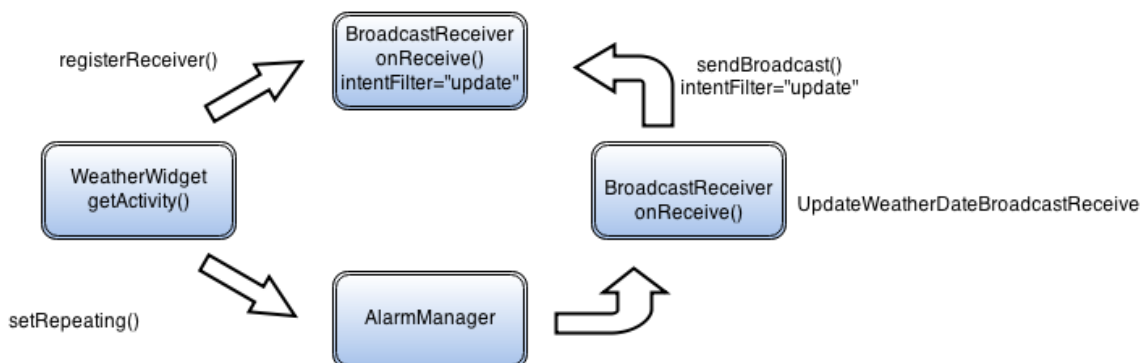 BroadcastReceiver
onReceive()
intentFilter="update"
registerReceiver()
sendBroadcast()
intentFilter="update"
WeatherWidget
getActivity()
BroadcastReceiver
onReceive()
UpdateWeatherDateBroadcastReceive
setRepeating()
AlarmManager